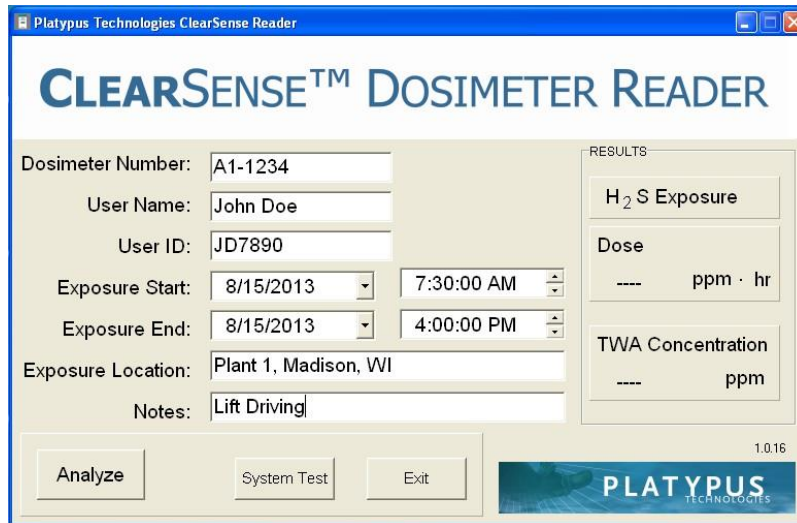 Platypus Technologies ClearSense Reader
CLEARSENSE™ DOSIMETER READER
Dosimeter Number: A1-1234
User Name: John Doe
User ID: JD7890
Exposure Start: 8/15/2013 7:30:00 AM
Exposure End: 8/15/2013 4:00:00 PM
Exposure Location: Plant 1, Madison, WI
Notes: Lift Driving
RESULTS
H2S Exposure
Dose
---- ppm · hr
TWA Concentration
---- ppm
Analyze System Test Exit
1.0.16
PLATYPUS
TECHNOLOGIES